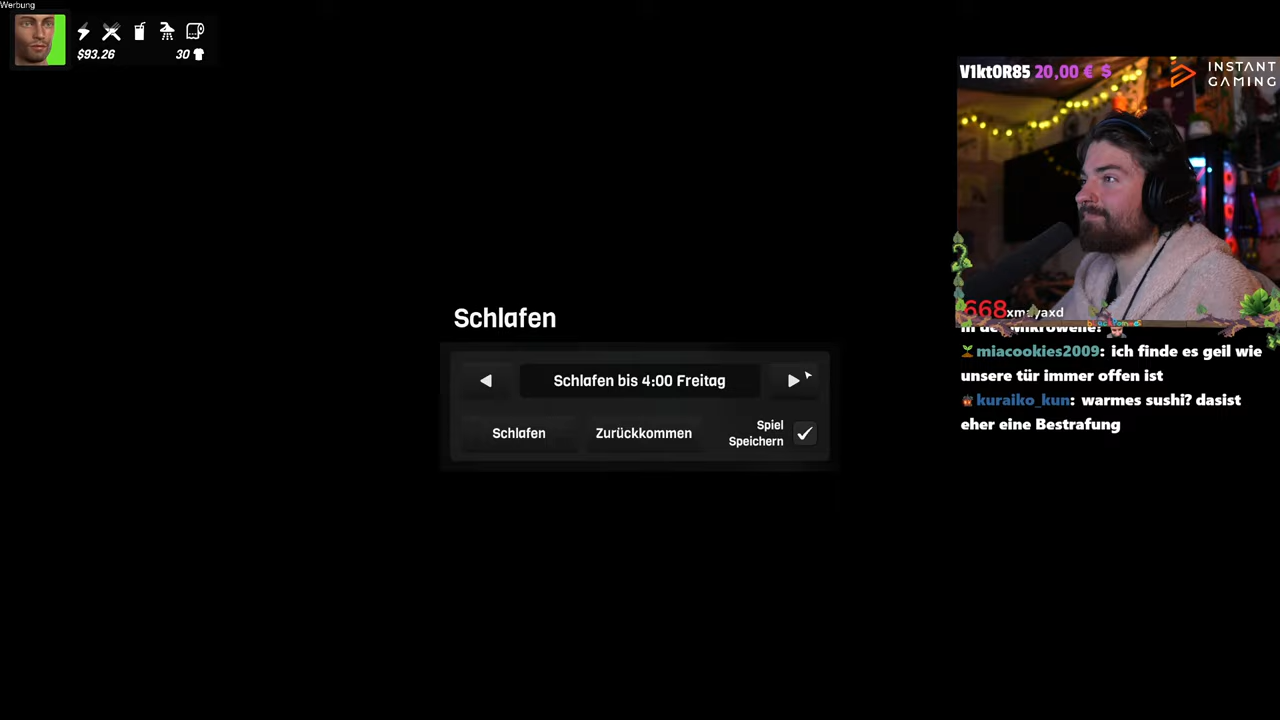 Werbung
$93.26
30
V1ktOR85 20,00 € $
INSTANT
GAMING
Schlafen
Schlafen bis 4:00 Freitag
Schlafen
Zurückkommen
Spiel
Speichern
668
miacookies2009: ich finde es geil wie
unsere tür immer offen ist
kuraiko_kun: warmes sushi? dasist
eher eine Bestrafung